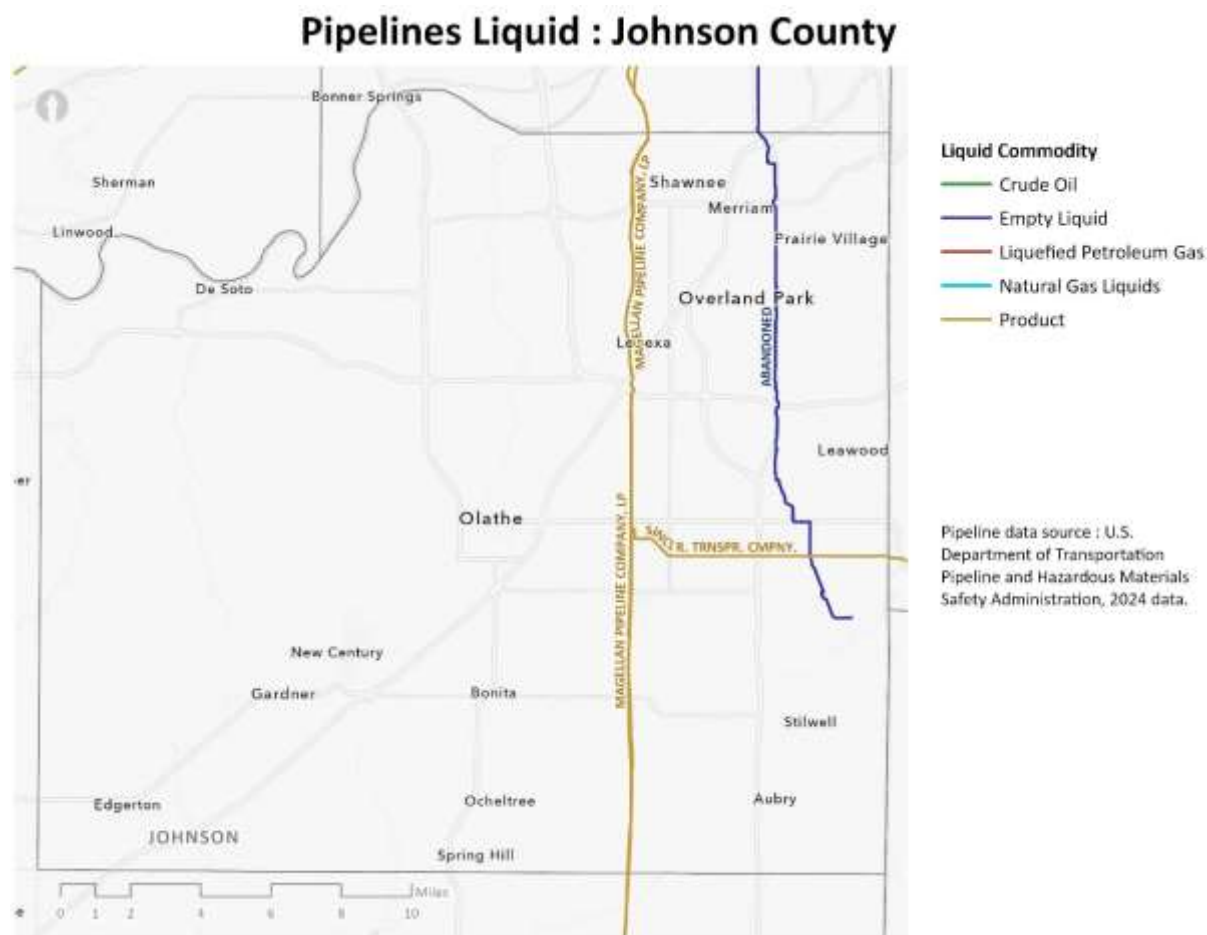 Pipelines Liquid : Johnson County
Bonner Springs
Sherman
Shawnee
Merriam
Linwood
Prairie Village
De Soto
Overland Park
MAGELLAN PIPELINE COMPANY, LP
ABANDONED
Leawood
Olathe
MAGELLAN PIPELINE COMPANY, LP
R. TRNSPR. CMPNY.
New Century
Gardner
Bonita
Stilwell
Edgerton
Ocheltree
Aubry
JOHNSON
Spring Hill
Miles
0 1 2 4 6 8 10
Liquid Commodity
Crude Oil
Empty Liquid
Liquefied Petroleum Gas
Natural Gas Liquids
Product
Pipeline data source : U.S.
Department of Transportation
Pipeline and Hazardous Materials
Safety Administration, 2024 data.